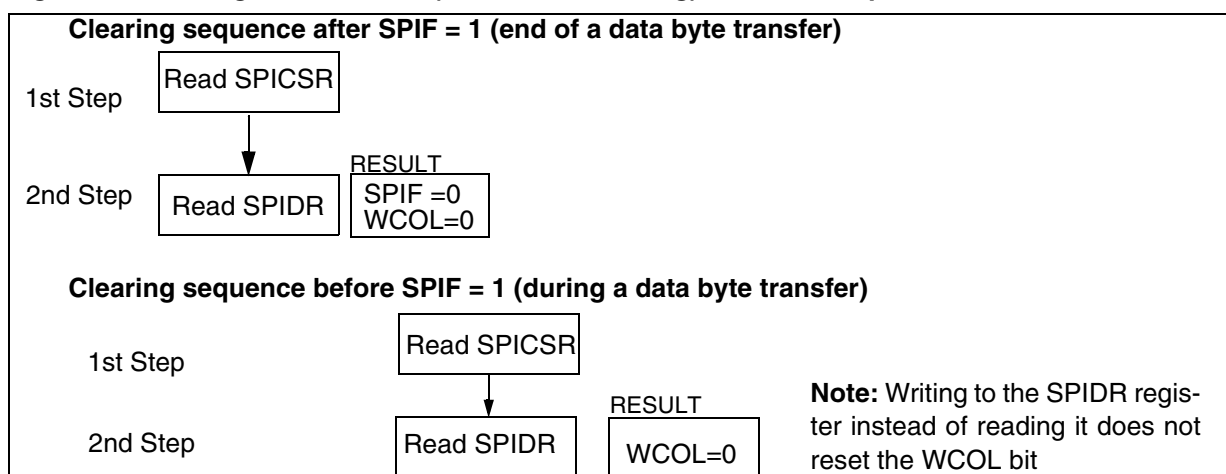 Clearing sequence after SPIF = 1 (end of a data byte transfer)
1st Step
Read SPICSR
RESULT
2nd Step
Read SPIDR
SPIF =0
WCOL=0
Clearing sequence before SPIF = 1 (during a data byte transfer)
1st Step
Read SPICSR
RESULT
2nd Step
Read SPIDR
WCOL=0
Note: Writing to the SPIDR regis-
ter instead of reading it does not
reset the WCOL bit